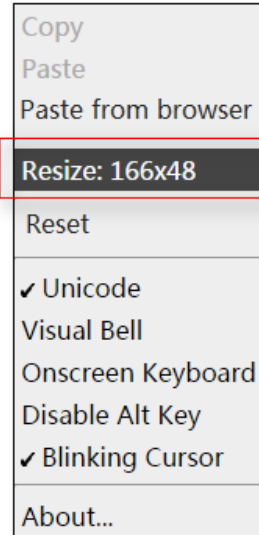 Copy
Paste
Paste from browser
Resize: 166x48
Reset
✔ Unicode
Visual Bell
Onscreen Keyboard
Disable Alt Key
✔ Blinking Cursor
About...